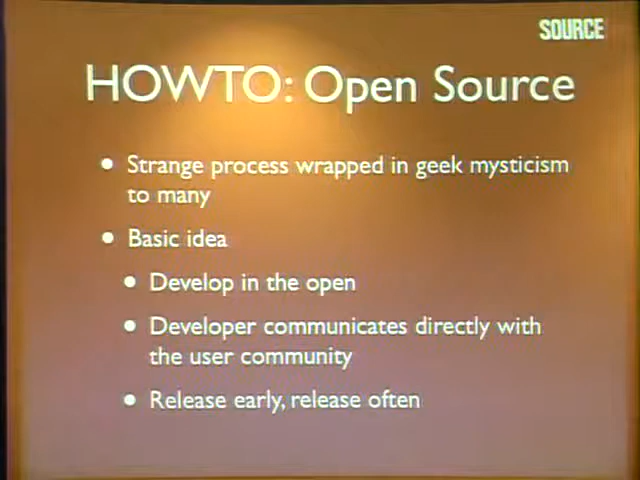 SOURCE
HOWTO: Open Source
• Strange process wrapped in geek mysticism
to many
• Basic idea
• Develop in the open
• Developer communicates directly with
the user community
• Release early, release often